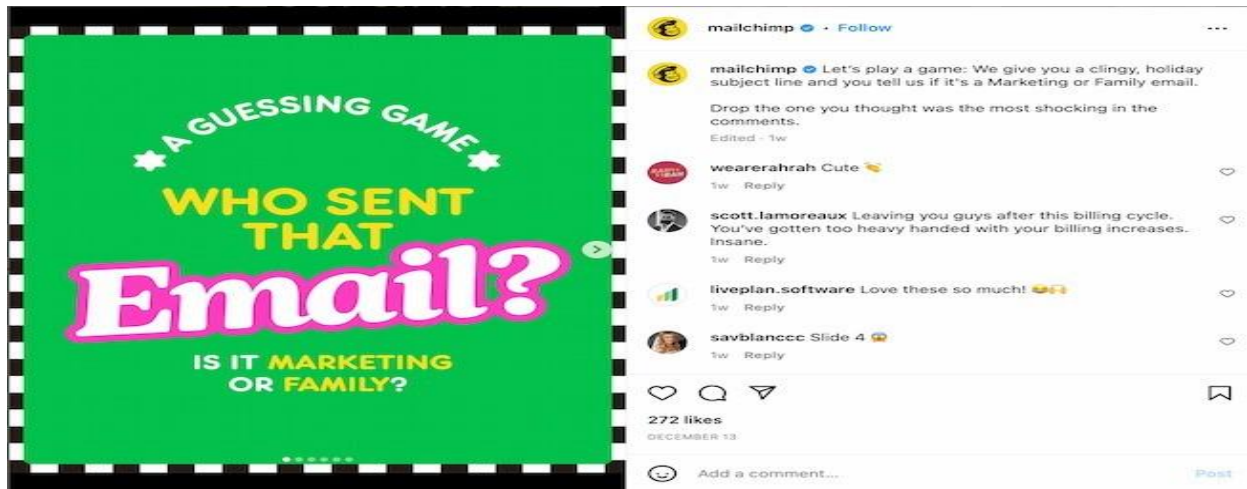 A GUESSING GAME
WHO SENT
THAT
Email?
IS IT MARKETING
OR FAMILY?
mailchimp • Follow
mailchimp Let's play a game: We give you a clingy, holiday
subject line and you tell us if it's a Marketing or Family email.
Drop the one you thought was the most shocking in the
comments.
Edited · 1w
wearerahrah Cute 👏
1w Reply
scott.lamoreaux Leaving you guys after this billing cycle.
You've gotten too heavy handed with your billing increases.
Insane.
1w Reply
liveplan.software Love these so much! 😂🙌
1w Reply
savblanccc Slide 4 😱
1w Reply
272 likes
DECEMBER 13
Add a comment...
Post